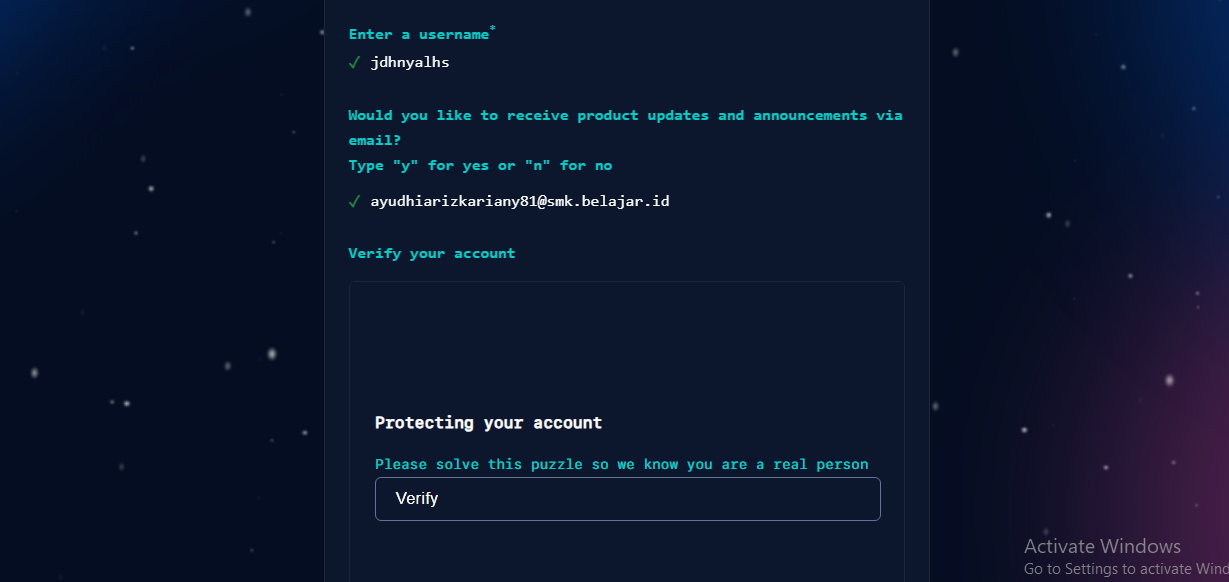 Enter a username*
✓ jdhnyalhs
Would you like to receive product updates and announcements via
email?
Type "y" for yes or "n" for no
✓ ayudhiarizkariany81@smk.belajar.id
Verify your account
Protecting your account
Please solve this puzzle so we know you are a real person
Verify
Activate Windows
Go to Settings to activate Wind